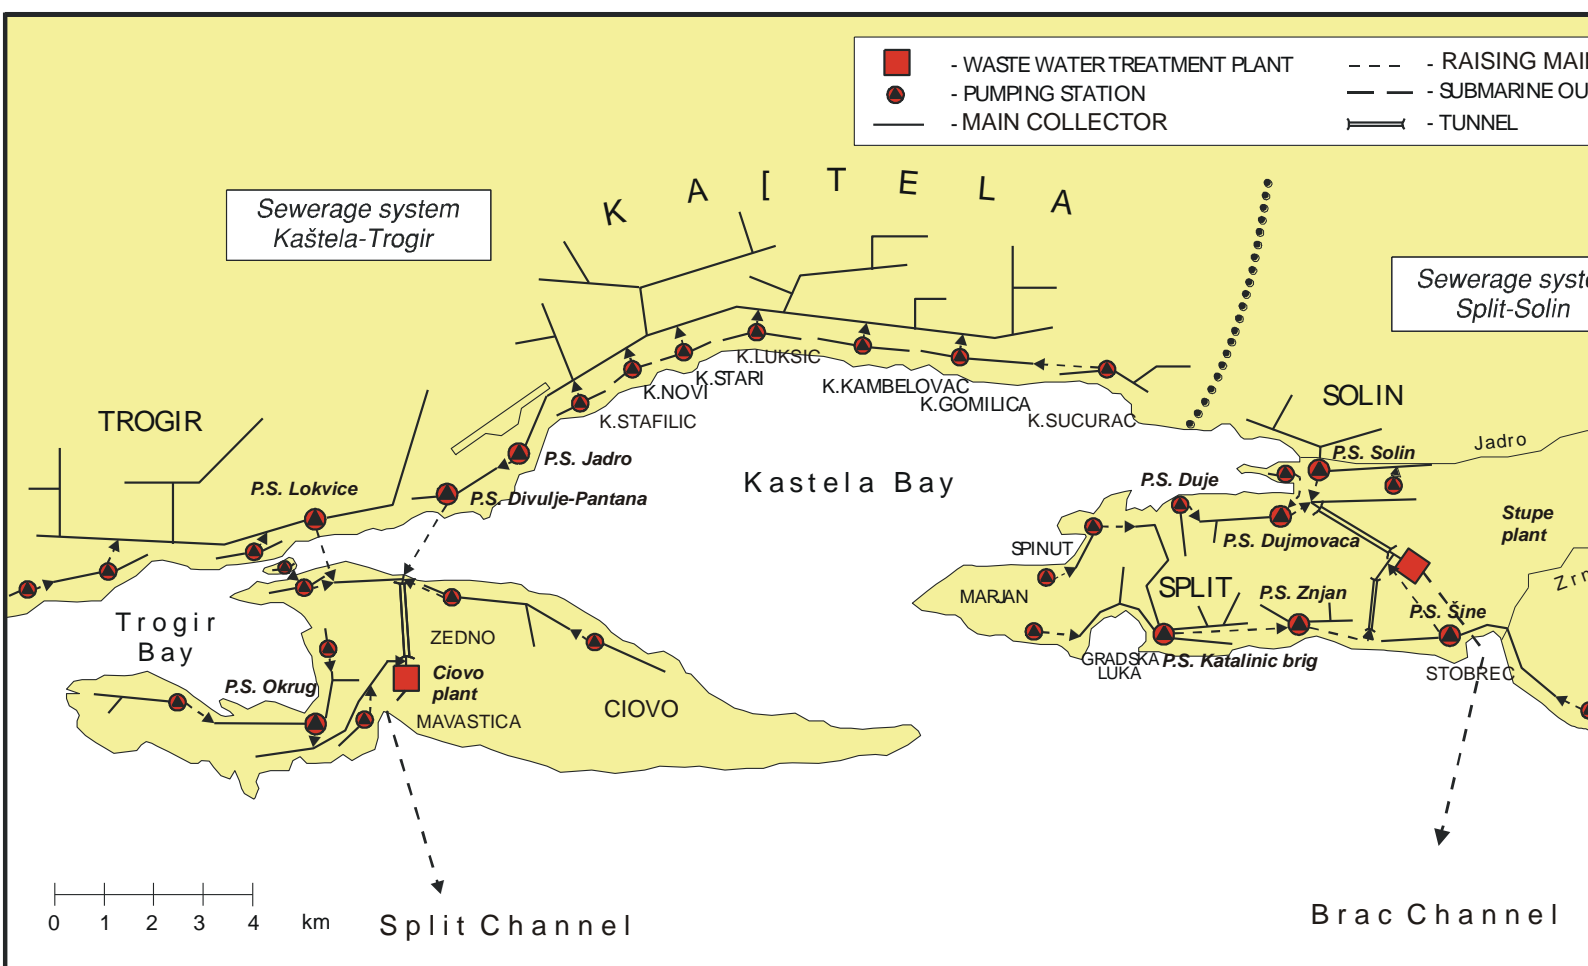 - WASTE WATER TREATMENT PLANT
- PUMPING STATION
- MAIN COLLECTOR
- RAISING MAI
- SUBMARINE OU
- TUNNEL
K A [ T E L A
Sewerage system
Kaštela-Trogir
Sewerage syst
Split-Solin
K.LUKSIC
K.STARI
K.NOVI
K.STAFILIC
K.KAMBELOVAC
K.GOMILICA
K.SUCURAC
TROGIR
SOLIN
Jadro
P.S. Jadro
P.S. Solin
P.S. Lokvice
P.S. Divulje-Pantana
Kastela Bay
P.S. Duje
Stupe
plant
P.S. Dujmovaca
SPINUT
MARJAN
SPLIT
P.S. Znjan
P.S. Šine
Zrn
Trogir
Bay
ZEDNO
P.S. Okrug
Ciovo
plant
MAVASTICA
CIOVO
GRADSKA
LUKA
P.S. Katalinic brig
STOBREC
0 1 2 3 4 km
Split Channel
Brac Channel